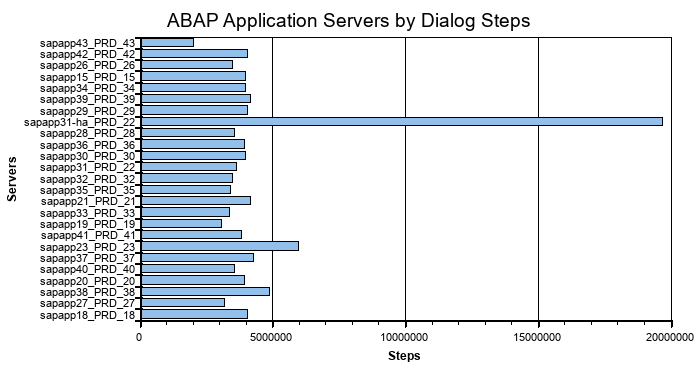 ABAP Application Servers by Dialog Steps
sapapp43_PRD_43
sapapp42_PRD_42
sapapp26_PRD_26
sapapp15_PRD_15
sapapp34_PRD_34
sapapp39_PRD_39
sapapp29_PRD_29
sapapp31-ha_PRD_22
sapapp28_PRD_28
sapapp36_PRD_36
sapapp30_PRD_30
sapapp31_PRD_22
sapapp32_PRD_32
sapapp35_PRD_35
sapapp21_PRD_21
sapapp33_PRD_33
sapapp19_PRD_19
sapapp41_PRD_41
sapapp23_PRD_23
sapapp37_PRD_37
sapapp40_PRD_40
sapapp20_PRD_20
sapapp38_PRD_38
sapapp27_PRD_27
sapapp18_PRD_18
Servers
0 5000000 10000000 15000000 20000000
Steps